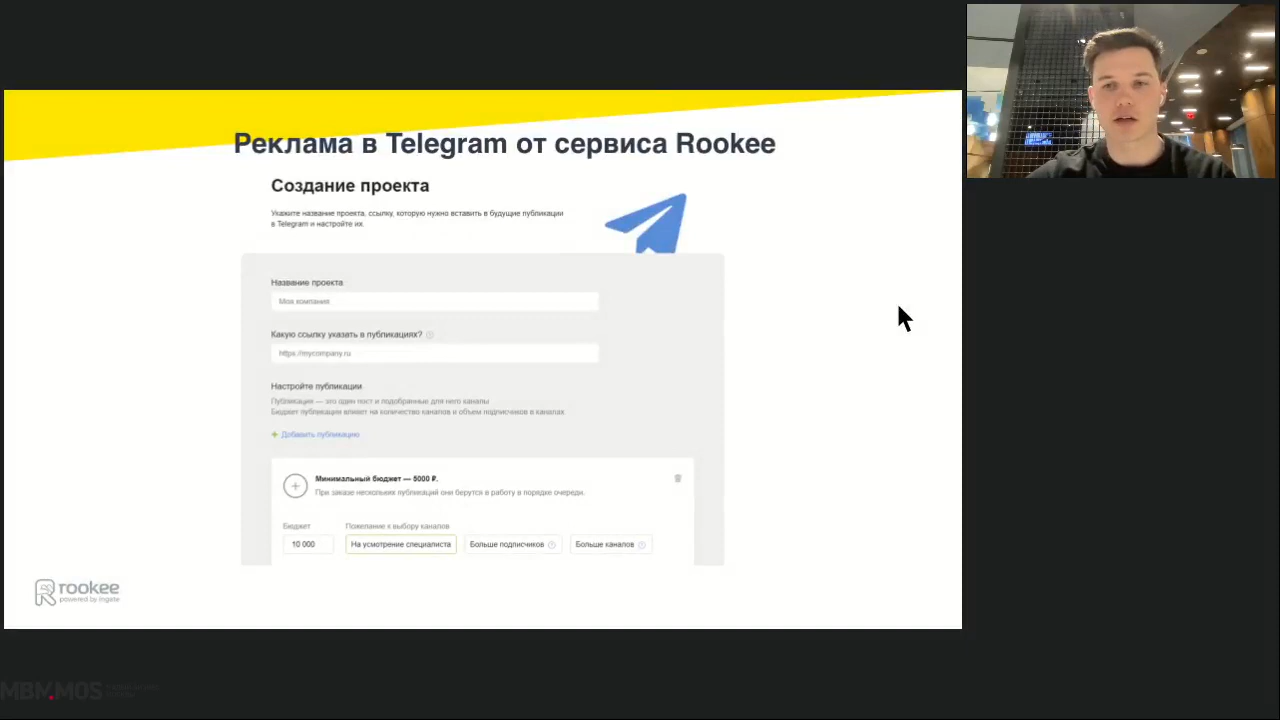 Реклама в Telegram от сервиса Rookee
Создание проекта
Укажите название проекта, ссылку, которую нужно вставить в будущие публикации
в Telegram и настройте их.
Название проекта
Моя компания
Какую ссылку указать в публикациях?
https://mycompany.ru
Настройте публикации
Публикация — это один пост и подобранные для него каналы
Бюджет публикации влияет на количество каналов и объем подписчиков в каналах
+ Добавить публикацию
Минимальный бюджет — 5000 ₽.
При заказе нескольких публикаций они берутся в работу в порядке очереди.
Бюджет
Пожелание к выбору каналов
10 000
На усмотрение специалиста
Больше подписчиков
Больше каналов
rookee
powered by ingate
MBM.MOS